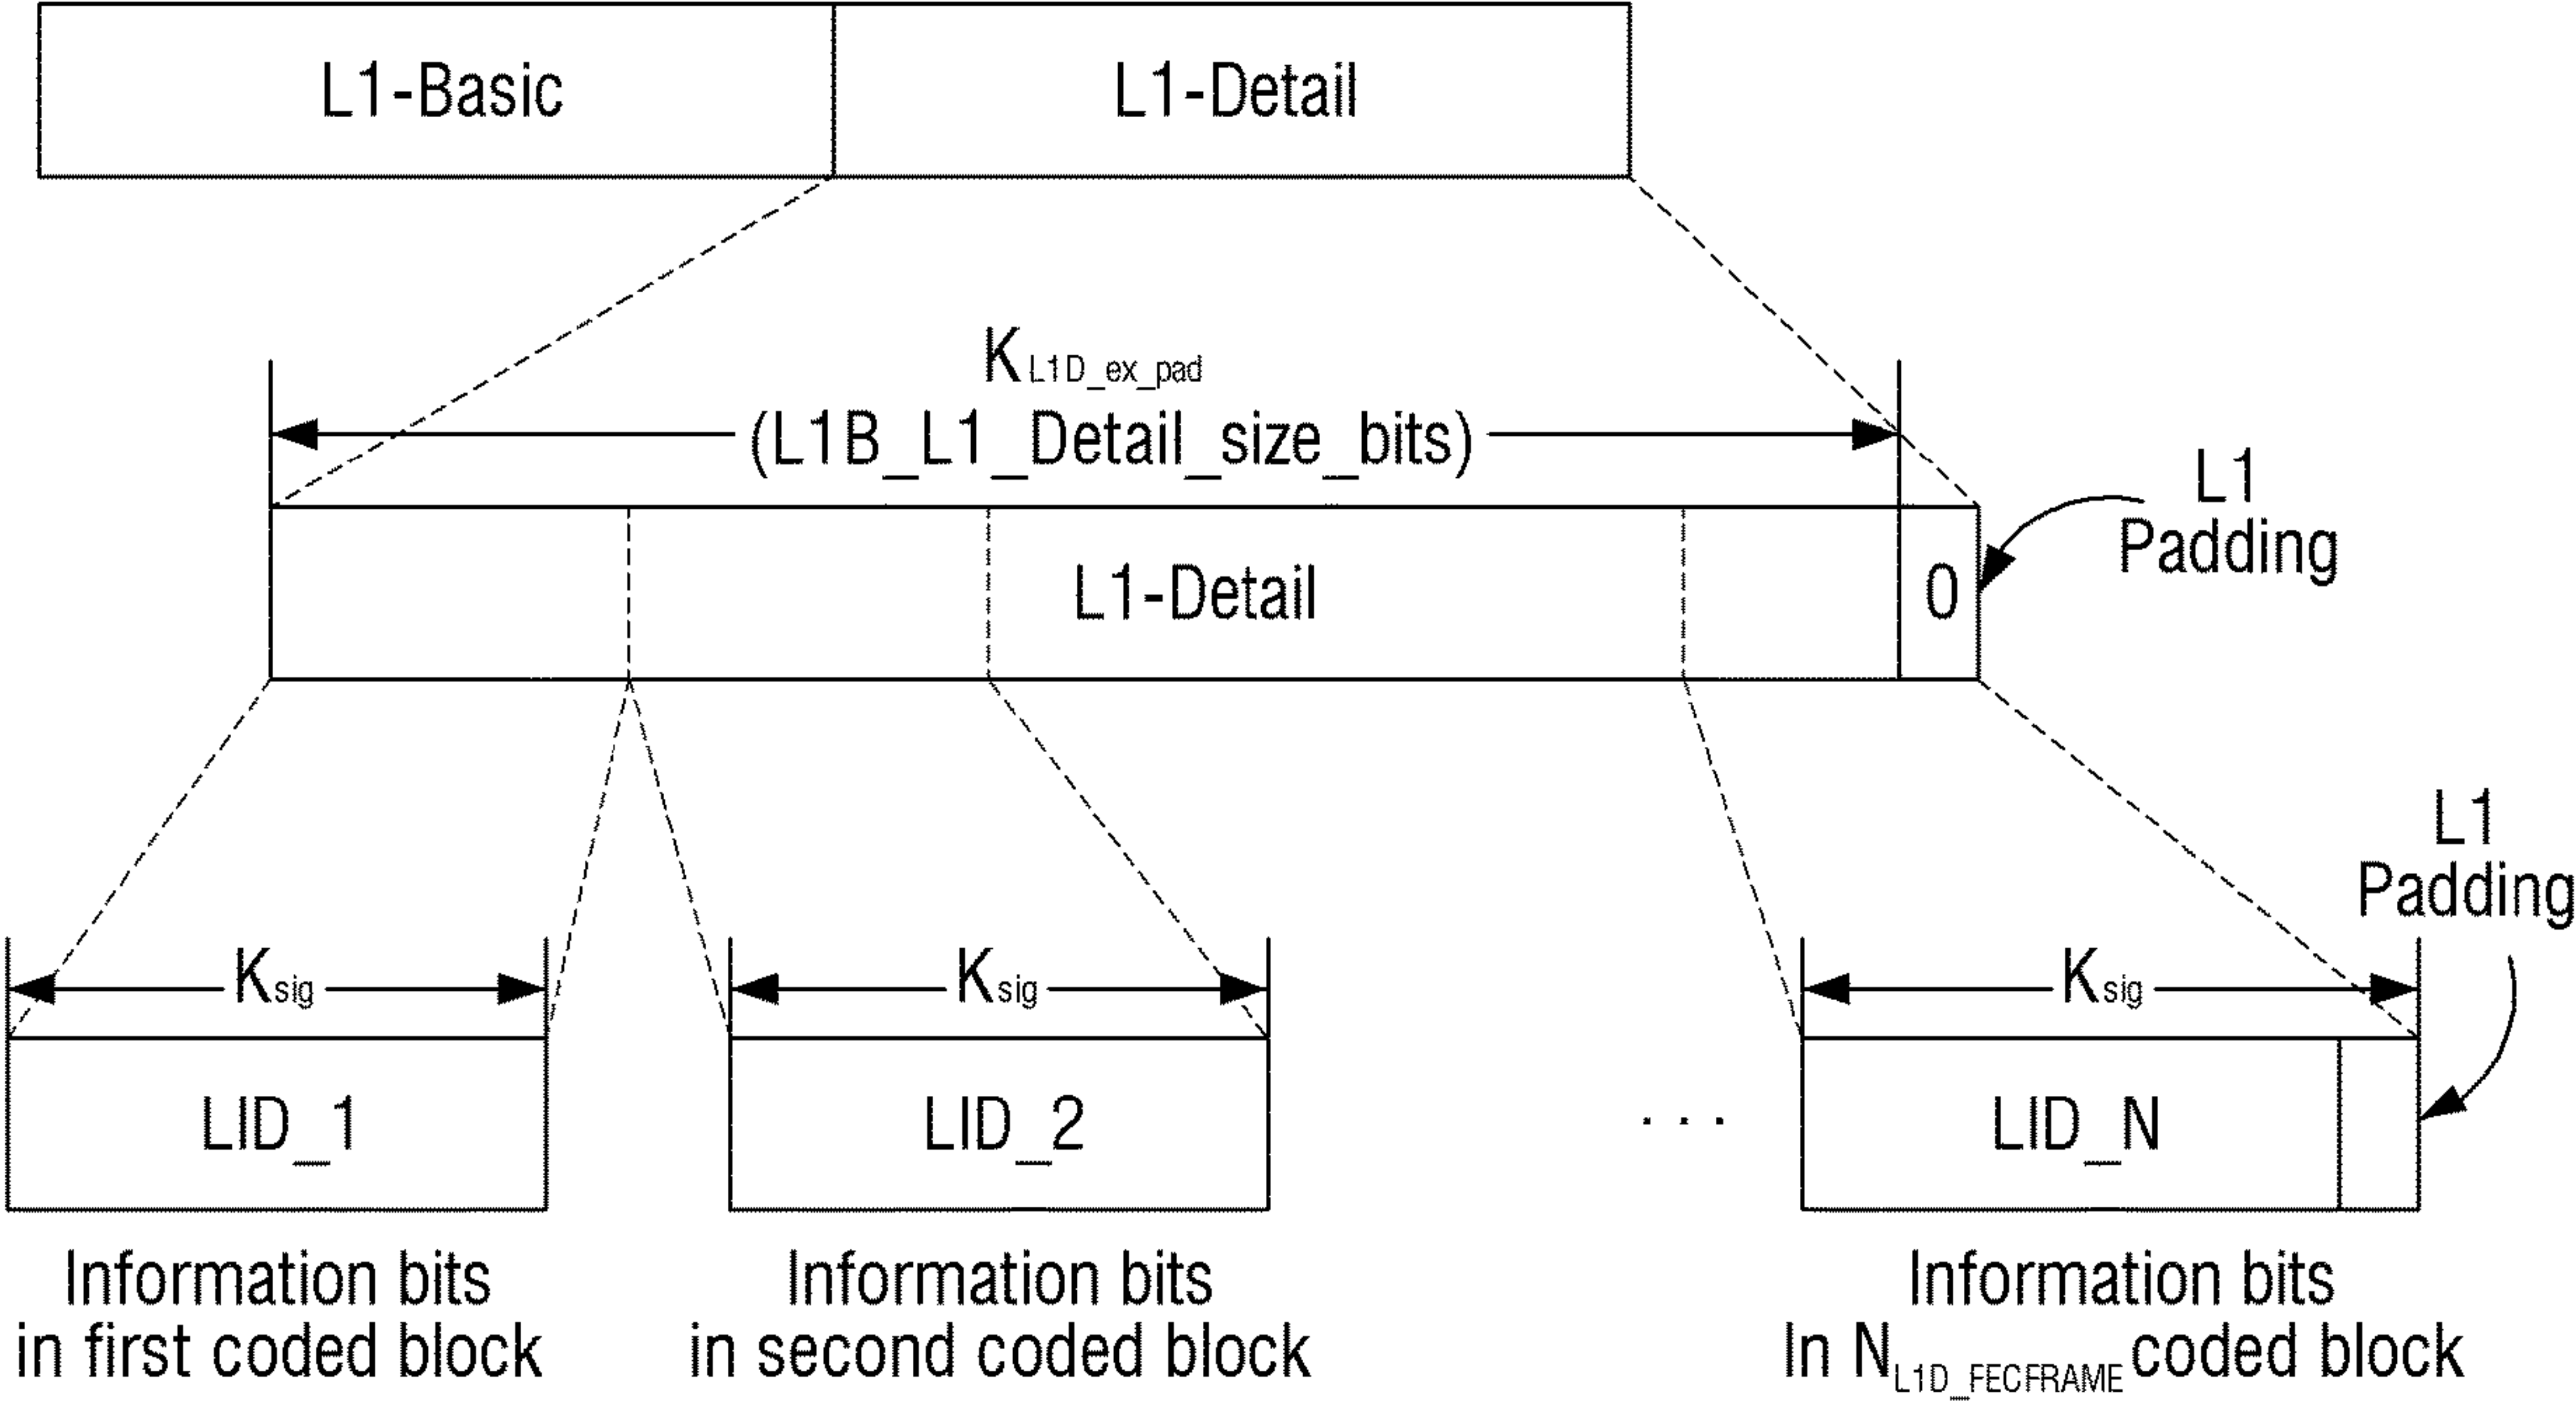 L1-Basic
L1-Detail
K L1D_ex_pad
(L1B_L1_Detail_size_bits)
L1
Padding
L1-Detail
0
L1
Padding
Ksig
Ksig
Ksig
LID_1
LID_2
. . .
LID_N
Information bits
in first coded block
Information bits
in second coded block
Information bits
In NL1D_FECFRAME coded block